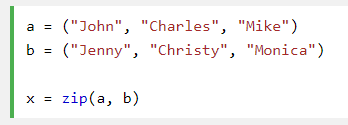 a = ("John", "Charles", "Mike")
b = ("Jenny", "Christy", "Monica")
x = zip(a, b)